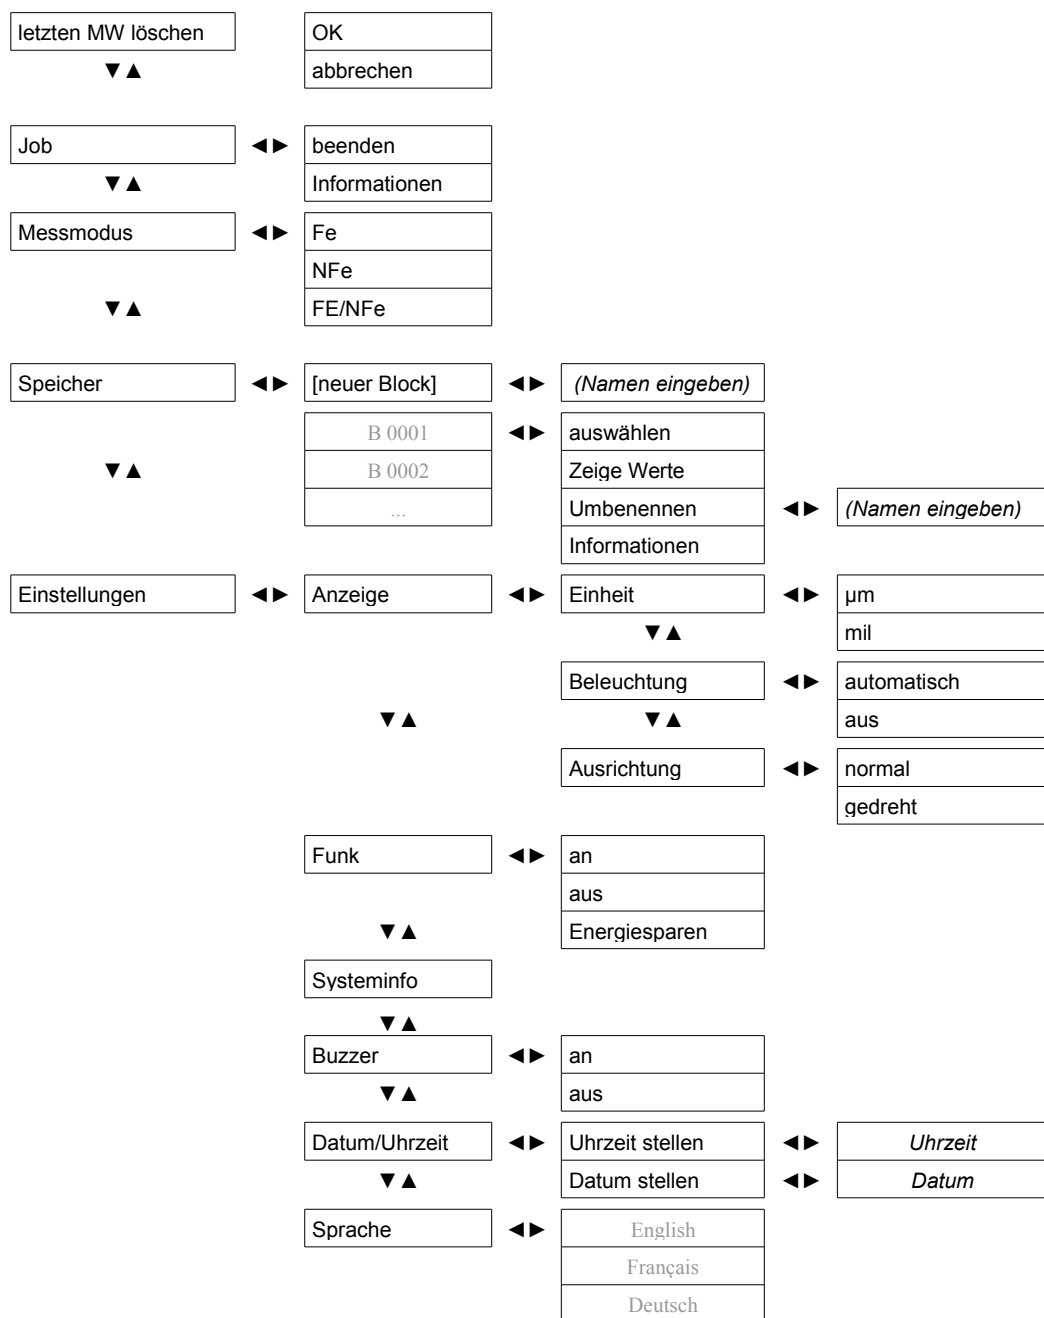 letzten MW löschen ◄► OK
▼▲ abbrechen
Job ◄► beenden
▼▲ Informationen
Messmodus ◄► Fe
NFe
▼▲ FE/NFe
Speicher ◄► [neuer Block] ◄► (Namen eingeben)
B 0001 ◄► auswählen
▼▲ B 0002 Zeige Werte
... Umbenennen ◄► (Namen eingeben)
Informationen
Einstellungen ◄► Anzeige ◄► Einheit ◄► µm
▼▲ mil
Beleuchtung ◄► automatisch
▼▲ ▼▲ aus
Ausrichtung ◄► normal
gedreht
Funk ◄► an
aus
▼▲ Energiesparen
Systeminfo
▼▲
Buzzer ◄► an
▼▲ aus
Datum/Uhrzeit ◄► Uhrzeit stellen ◄► Uhrzeit
▼▲ Datum stellen ◄► Datum
Sprache ◄► English
Français
Deutsch